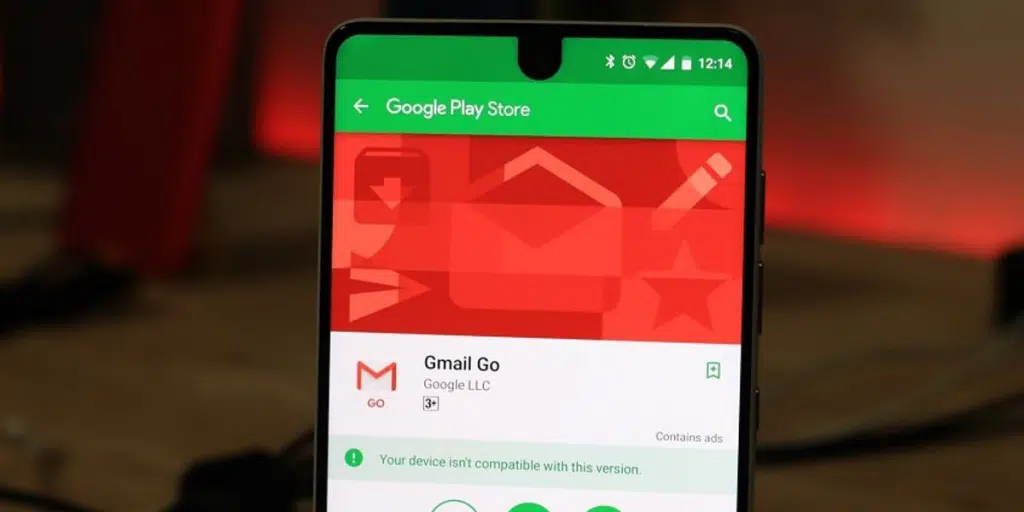 12:14
Google Play Store
Gmail Go
GO
Google LLC
3+
Contains ads
Your device isn't compatible with this version.